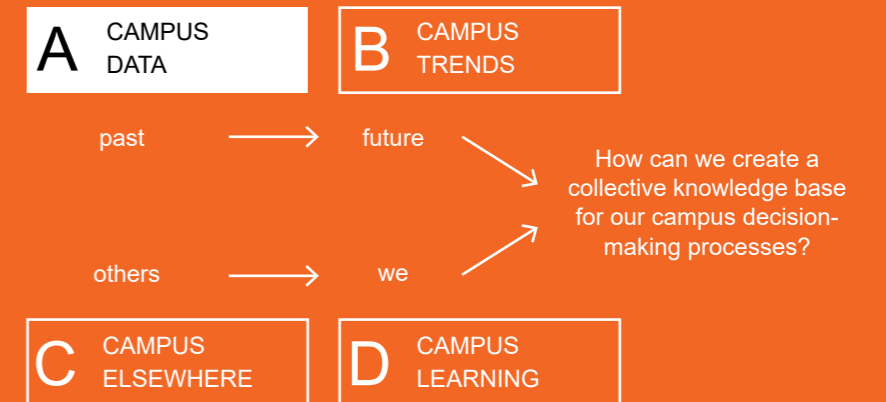 A CAMPUS
DATA
B CAMPUS
TRENDS
past
future
How can we create a
collective knowledge base
for our campus decision-
making processes?
others
we
C CAMPUS
ELSEWHERE
D CAMPUS
LEARNING